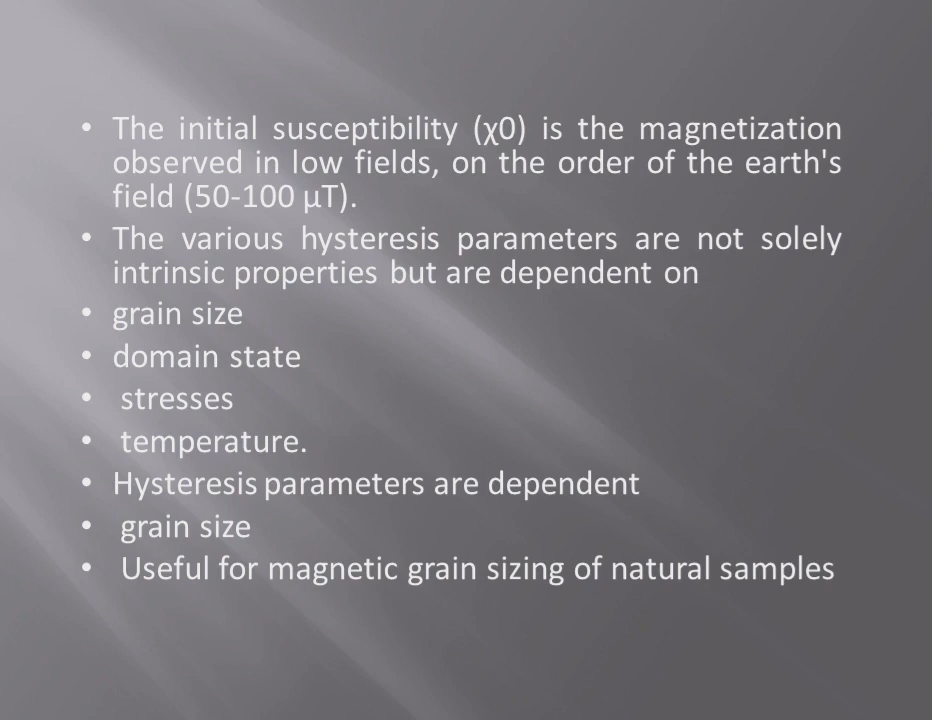 • The initial susceptibility (χ0) is the magnetization
observed in low fields, on the order of the earth's
field (50-100 μT).
• The various hysteresis parameters are not solely
intrinsic properties but are dependent on
• grain size
• domain state
• stresses
• temperature.
• Hysteresis parameters are dependent
• grain size
• Useful for magnetic grain sizing of natural samples